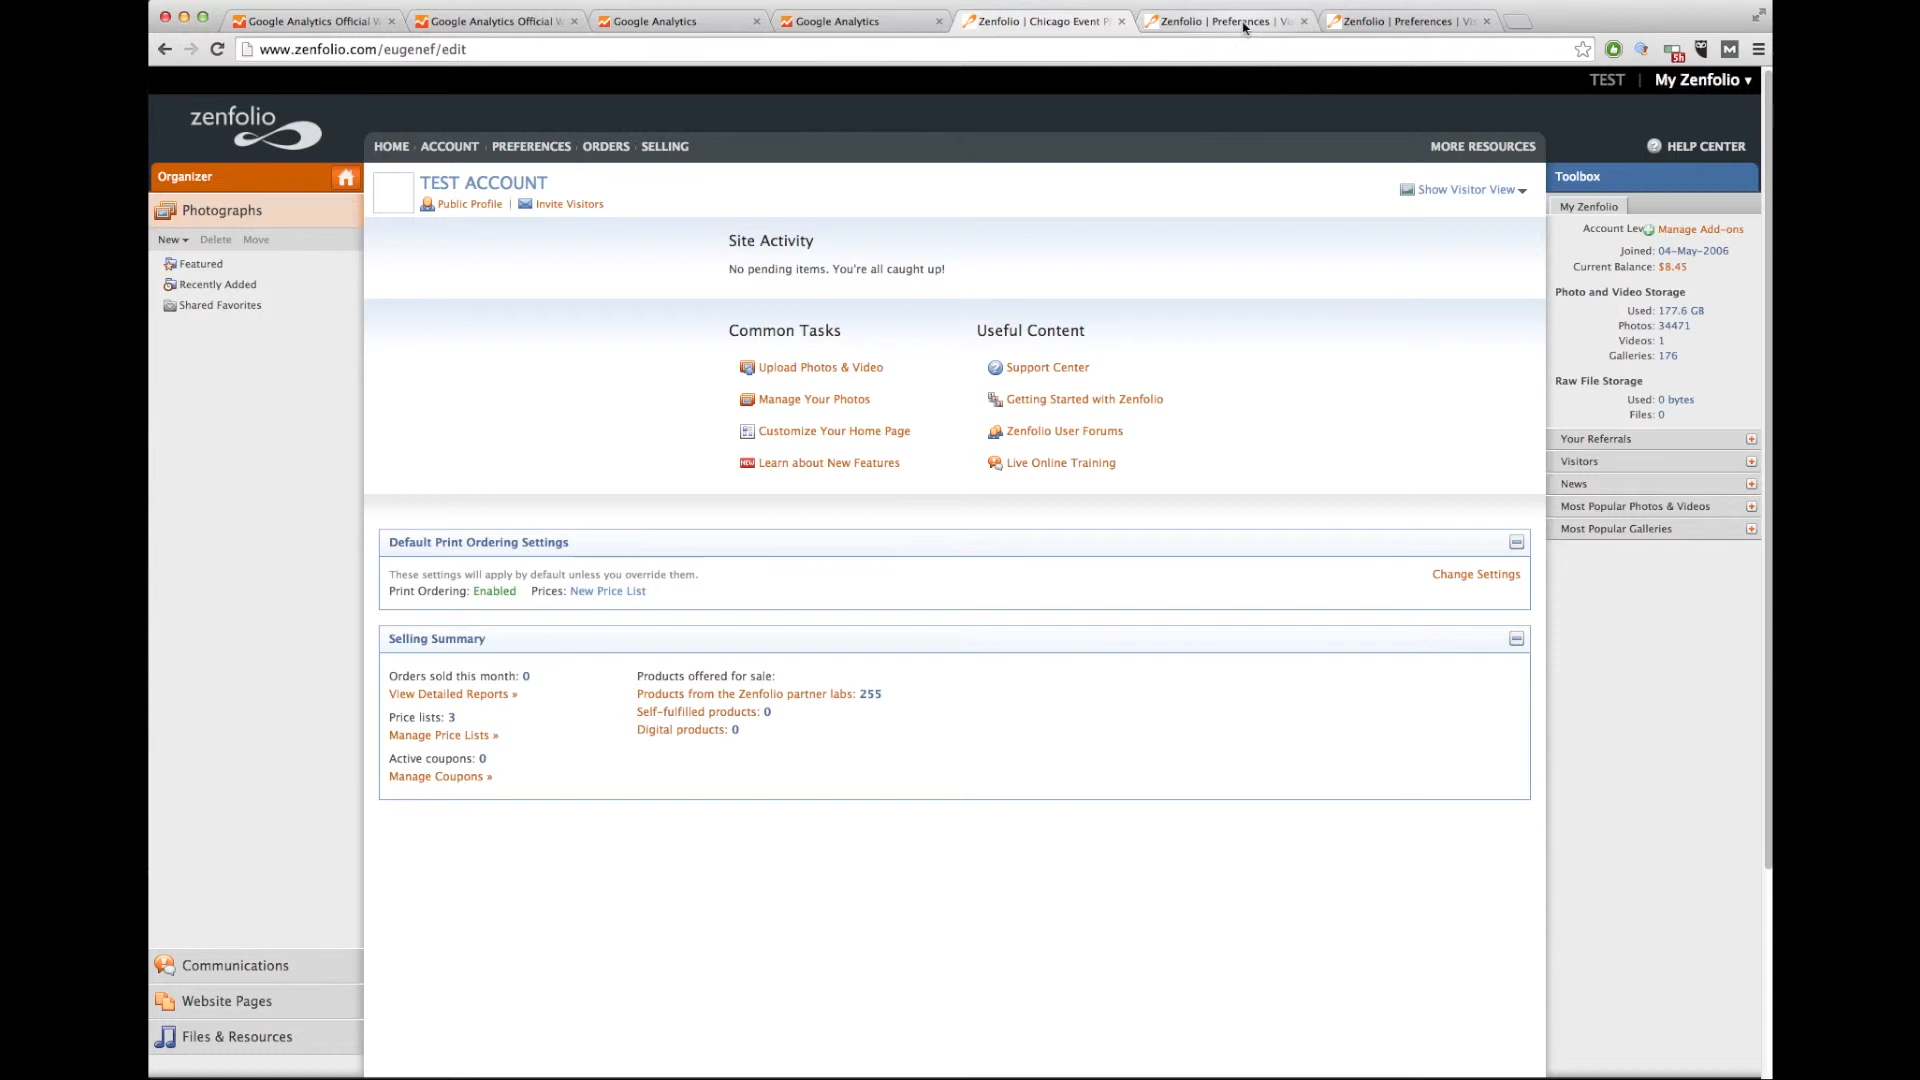 Google Analytics Official W
Google Analytics Official W
Google Analytics
Google Analytics
Zenfolio | Chicago Event P
Zenfolio | Preferences | Vis
Zenfolio | Preferences | Vis
www.zenfolio.com/eugenef/edit
5h
M
TEST | My Zenfolio
zenfolio
HOME ACCOUNT PREFERENCES ORDERS SELLING
MORE RESOURCES
HELP CENTER
Organizer
Photographs
New Delete Move
Featured
Recently Added
Shared Favorites
Communications
Website Pages
Files & Resources
TEST ACCOUNT
Public Profile | Invite Visitors
Show Visitor View
Site Activity
No pending items. You're all caught up!
Common Tasks
Upload Photos & Video
Manage Your Photos
Customize Your Home Page
NEW Learn about New Features
Useful Content
Support Center
Getting Started with Zenfolio
Zenfolio User Forums
Live Online Training
Default Print Ordering Settings
These settings will apply by default unless you override them.
Change Settings
Print Ordering: Enabled Prices: New Price List
Selling Summary
Orders sold this month: 0
View Detailed Reports »
Price lists: 3
Manage Price Lists »
Active coupons: 0
Manage Coupons »
Products offered for sale:
Products from the Zenfolio partner labs: 255
Self-fulfilled products: 0
Digital products: 0
Toolbox
My Zenfolio
Account Lev Manage Add-ons
Joined: 04-May-2006
Current Balance: $8.45
Photo and Video Storage
Used: 177.6 GB
Photos: 34471
Videos: 1
Galleries: 176
Raw File Storage
Used: 0 bytes
Files: 0
Your Referrals
Visitors
News
Most Popular Photos & Videos
Most Popular Galleries